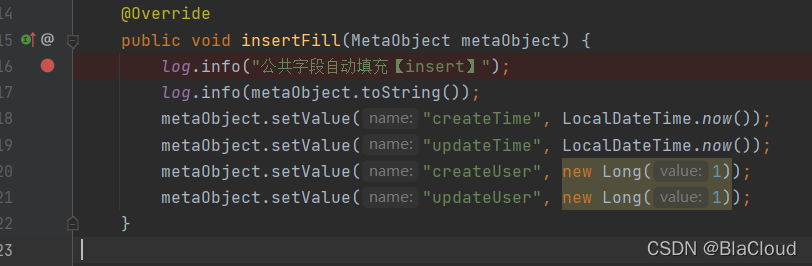 14 @Override
15 @ public void insertFill(MetaObject metaObject) {
16 log.info("公共字段自动填充【insert】");
17 log.info(metaObject.toString());
18 metaObject.setValue( name: "createTime", LocalDateTime.now());
19 metaObject.setValue( name: "updateTime", LocalDateTime.now());
20 metaObject.setValue( name: "createUser", new Long( value: 1));
21 metaObject.setValue( name: "updateUser", new Long( value: 1));
22 }
23
CSDN @BlaCloud